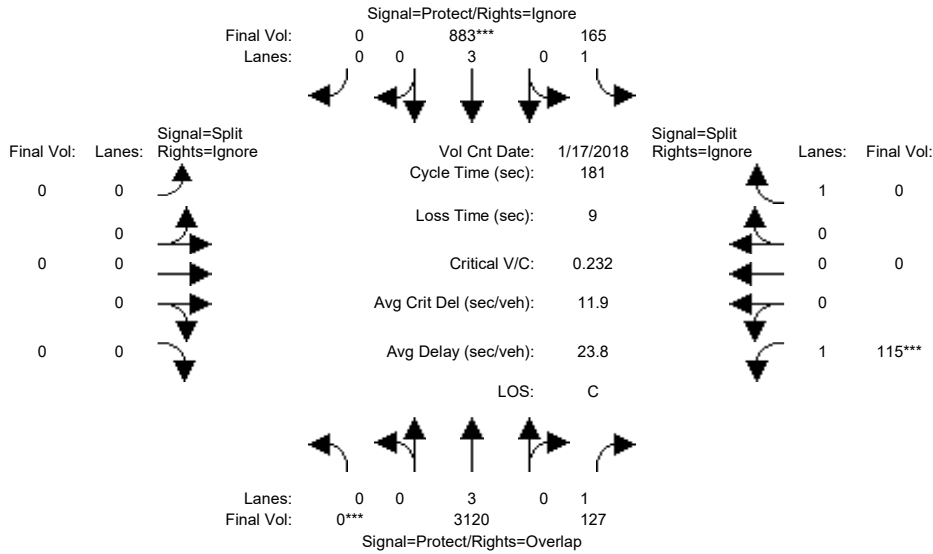 Signal=Protect/Rights=Ignore
Final Vol: 0 883*** 165
Lanes: 0 0 3 0 1
Signal=Split
Final Vol: Lanes: Rights=Ignore
Vol Cnt Date: 1/17/2018
Signal=Split
Rights=Ignore Lanes: Final Vol:
Cycle Time (sec): 181
0 0
1 0
Loss Time (sec): 9
0
0
0 0
Critical V/C: 0.232
0 0
0
Avg Crit Del (sec/veh): 11.9
0
0 0
Avg Delay (sec/veh): 23.8
1 115***
LOS: C
Lanes: 0 0 3 0 1
Final Vol: 0*** 3120 127
Signal=Protect/Rights=Overlap